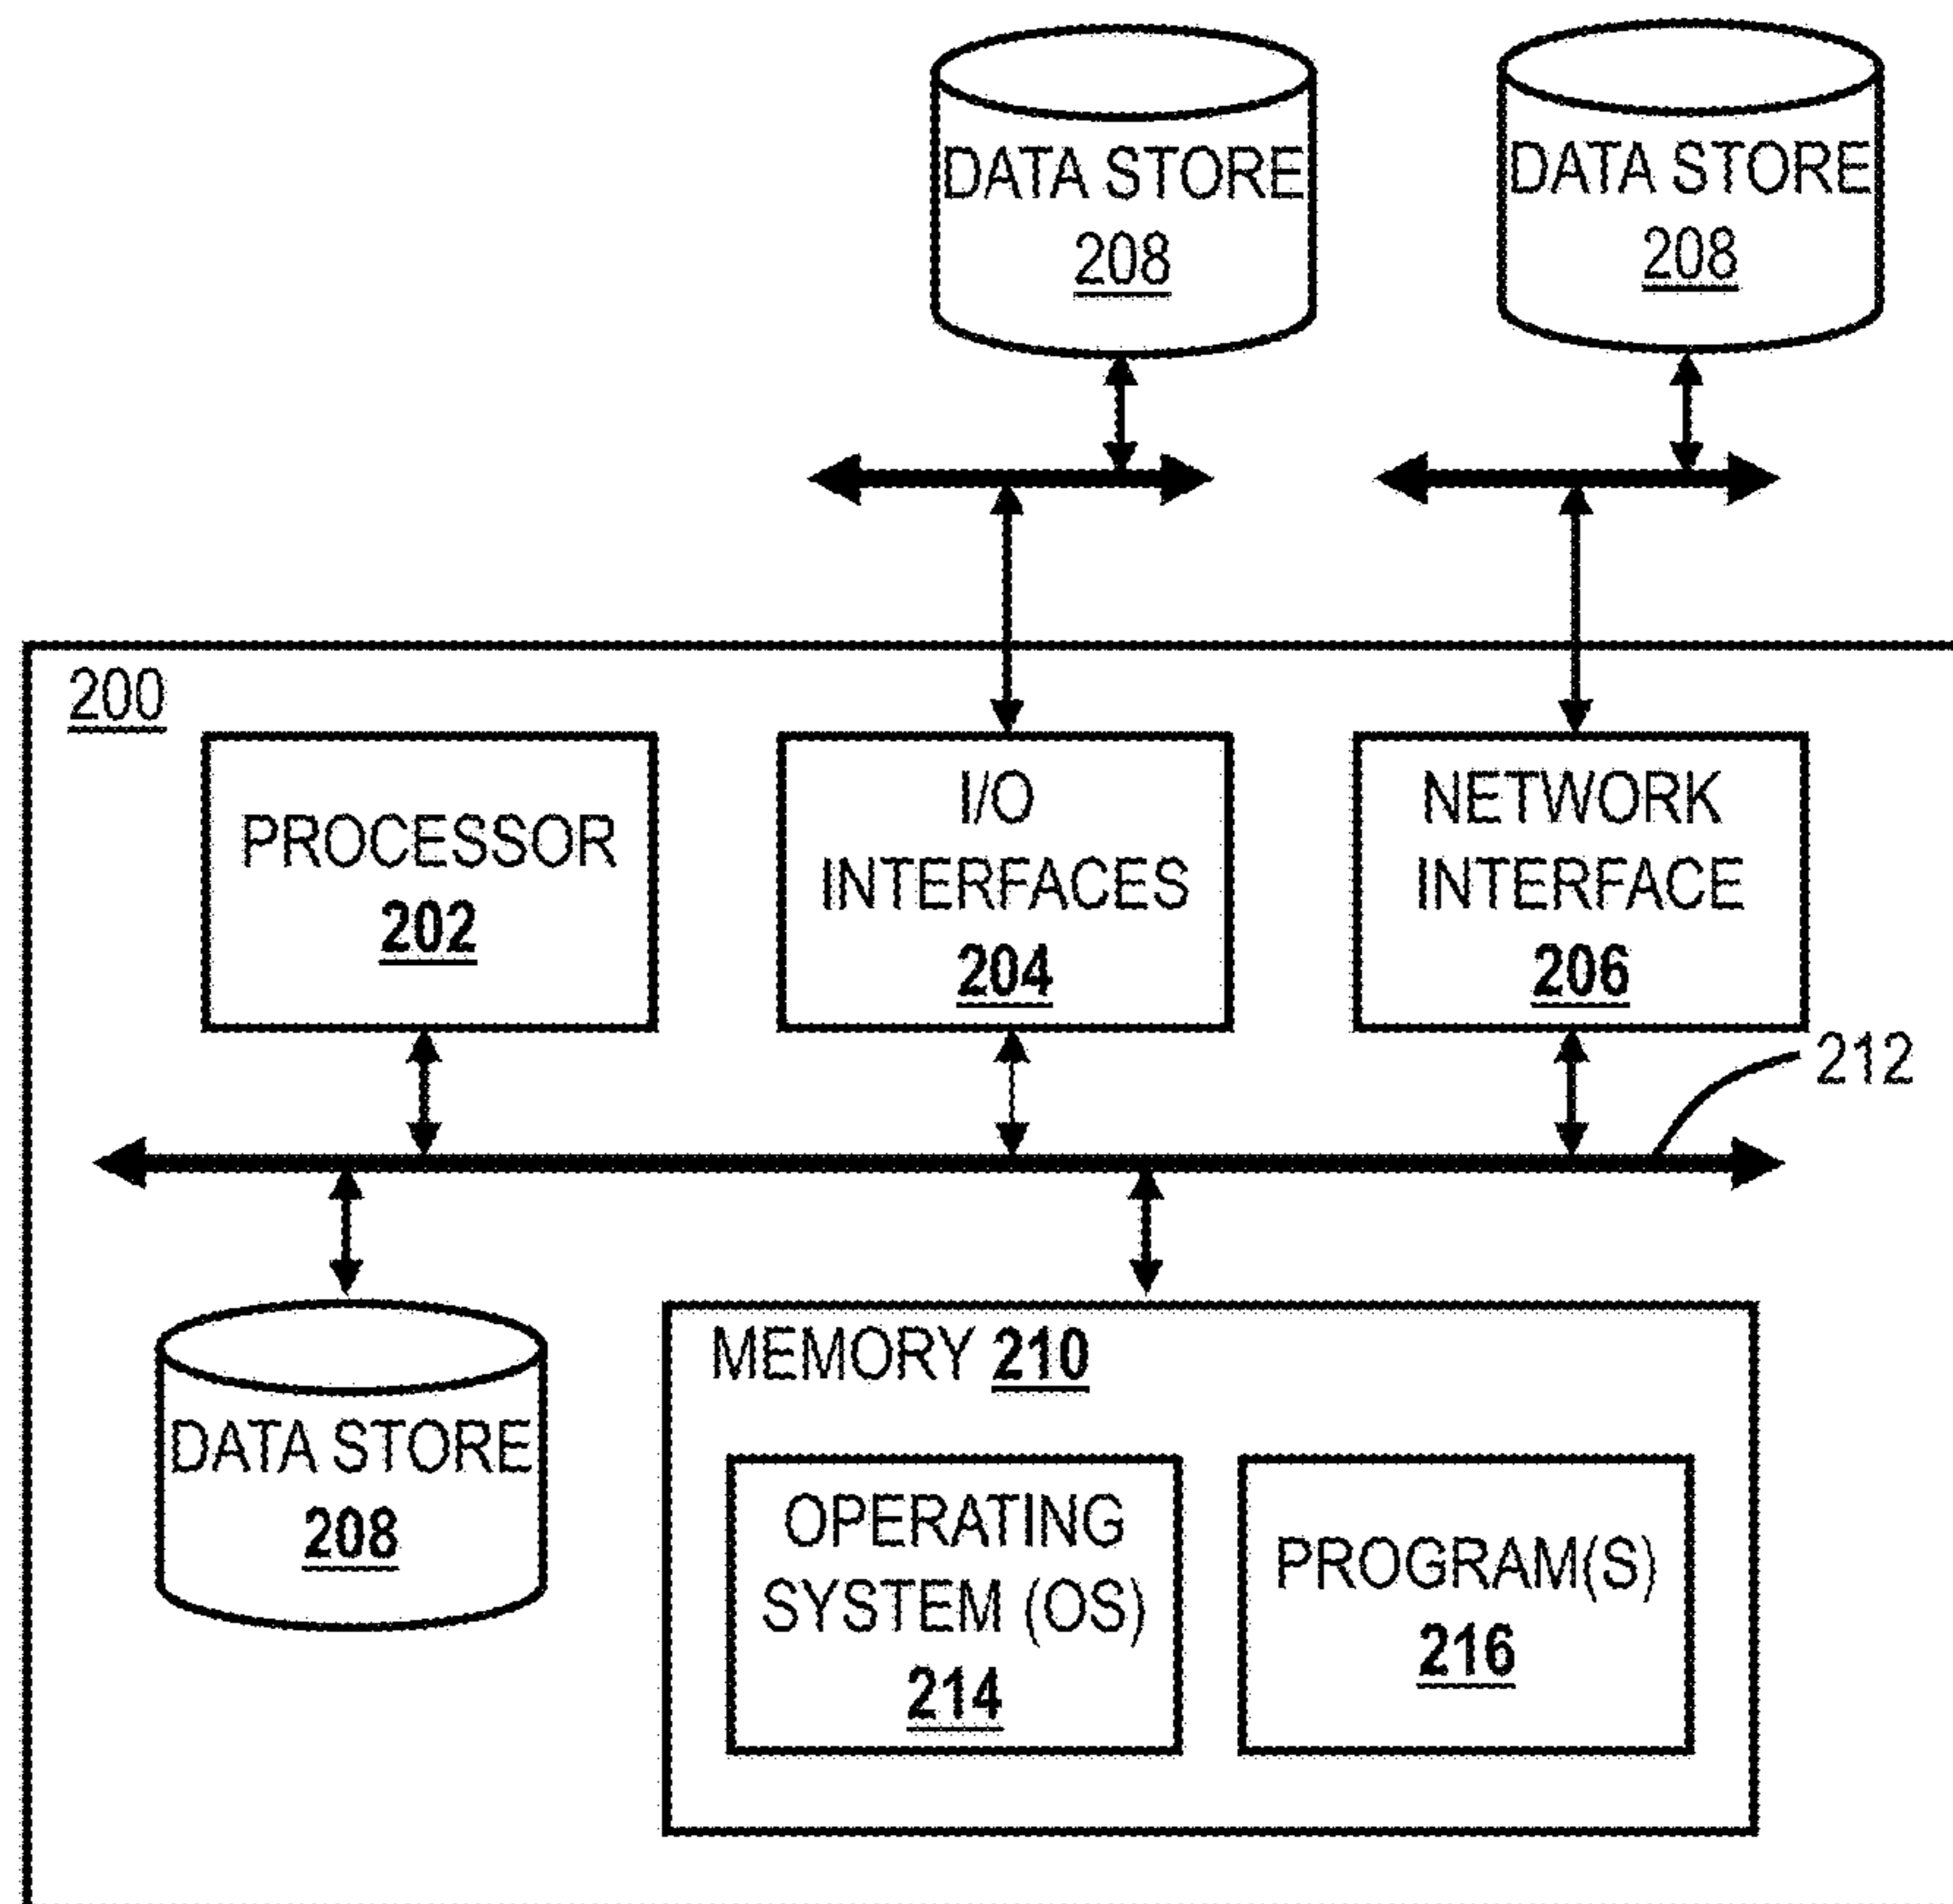 DATA STORE
208
DATA STORE
208
200
PROCESSOR
202
I/O
INTERFACES
204
NETWORK
INTERFACE
206
212
DATA STORE
208
MEMORY 210
OPERATING
SYSTEM (OS)
214
PROGRAM(S)
216